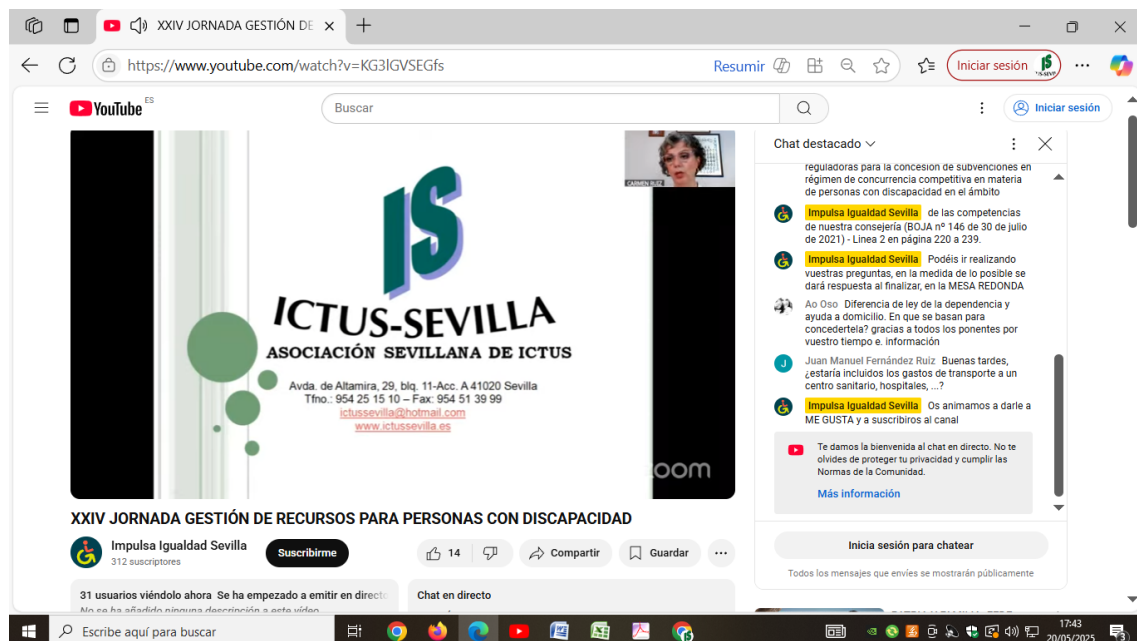 XXIV JORNADA GESTIÓN DE
https://www.youtube.com/watch?v=KG3lGVSEGfs
Resumir
Iniciar sesión
YouTube ES
Buscar
Iniciar sesión
IS
ICTUS-SEVILLA
ASOCIACIÓN SEVILLANA DE ICTUS
Avda. de Altamira, 29, blq. 11-Acc. A 41020 Sevilla
Tfno.: 954 25 15 10 – Fax: 954 51 39 99
ictussevilla@hotmail.com
www.ictussevilla.es
CARMEN RUIZ
zoom
Chat destacado
reguladoras para la concesión de subvenciones en
régimen de concurrencia competitiva en materia
de personas con discapacidad en el ámbito
Impulsa Igualdad Sevilla de las competencias
de nuestra consejería (BOJA nº 146 de 30 de julio
de 2021) - Linea 2 en página 220 a 239.
Impulsa Igualdad Sevilla Podéis ir realizando
vuestras preguntas, en la medida de lo posible se
dará respuesta al finalizar, en la MESA REDONDA
Ao Oso Diferencia de ley de la dependencia y
ayuda a domicilio. En que se basan para
concedertela? gracias a todos los ponentes por
vuestro tiempo e. información
J Juan Manuel Fernández Ruiz Buenas tardes,
¿estaría incluidos los gastos de transporte a un
centro sanitario, hospitales, ...?
Impulsa Igualdad Sevilla Os animamos a darle a
ME GUSTA y a suscribiros al canal
Te damos la bienvenida al chat en directo. No te
olvides de proteger tu privacidad y cumplir las
Normas de la Comunidad.
Más información
Inicia sesión para chatear
Todos los mensajes que envíes se mostrarán públicamente
XXIV JORNADA GESTIÓN DE RECURSOS PARA PERSONAS CON DISCAPACIDAD
Impulsa Igualdad Sevilla
312 suscriptores
Suscribirme
14
Compartir
Guardar
31 usuarios viéndolo ahora Se ha empezado a emitir en directo
No se ha añadido ninguna descripción a este vídeo
Chat en directo
Escribe aquí para buscar
17:43
20/05/2025